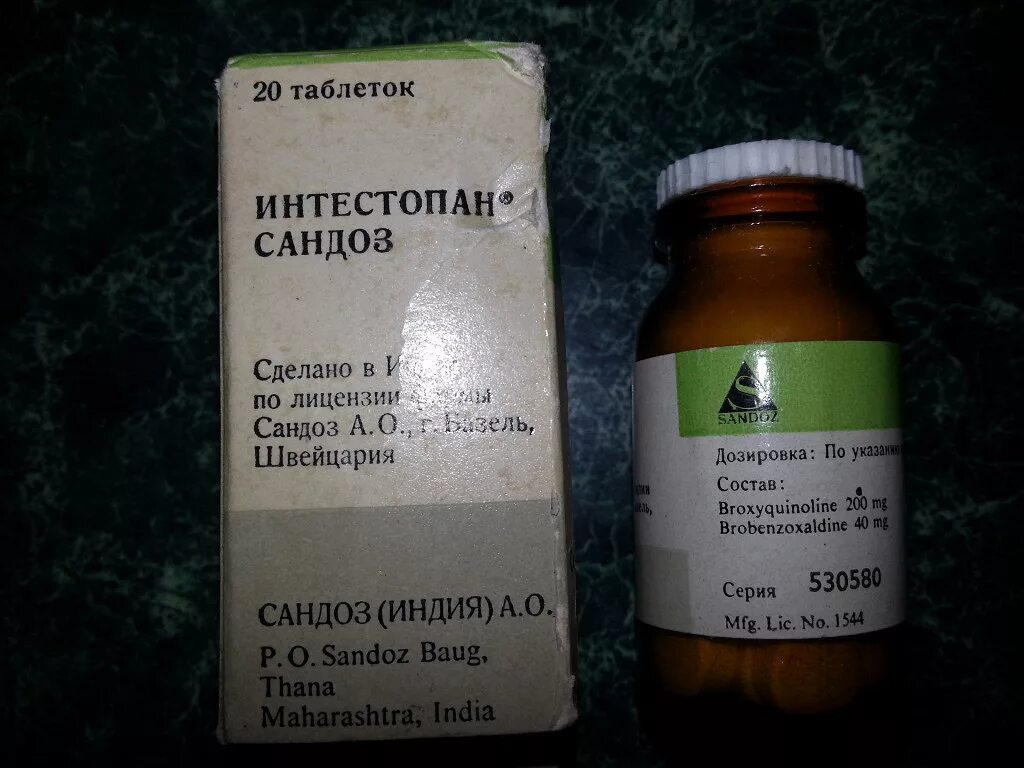 20 таблеток
ИНТЕСТОПАН®
САНДОЗ
Сделано в
по лицензии
Сандоз А.О., г. Базель,
Швейцария
САНДОЗ (ИНДИЯ) А.О.
P. O. Sandoz Baug,
Thana
Maharashtra, India
S
SANDOZ
Дозировка: По
Состав:
Broxyquinoline 200 mg
Brobenzoxaldine 40 mg
Серия 530580
Mfg. Lic. No. 1544